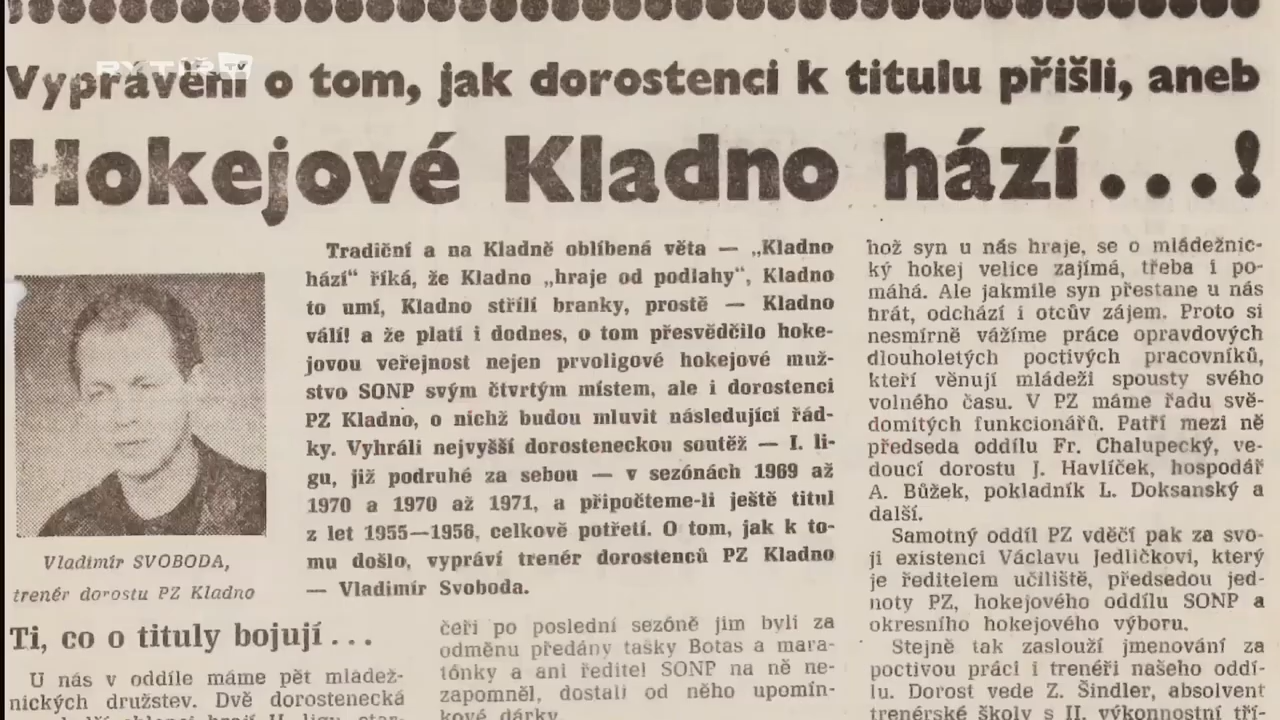 RYTÍŘI TV
Vyprávění o tom, jak dorostenci k titulu přišli, aneb
Hokejové Kladno hází...!
Tradiční a na Kladně oblíbená věta — „Kladno
hází“ říká, že Kladno „hraje od podlahy“, Kladno
to umí, Kladno střílí branky, prostě — Kladno
válí! a že platí i dodnes, o tom přesvědčilo hoke-
jovou veřejnost nejen prvoligové hokejové muž-
stvo SONP svým čtvrtým místem, ale i dorostenci
PZ Kladno, o nichž budou mluvit následující řád-
ky. Vyhráli nejvyšší dorosteneckou soutěž — I. li-
gu, již podruhé za sebou — v sezónách 1969 až
1970 a 1970 až 1971, a připočteme-li ještě titul
z let 1955—1956, celkově potřetí. O tom, jak k to-
mu došlo, vypráví trenér dorostenců PZ Kladno
— Vladimír Svoboda.
Vladimír SVOBODA,
trenér dorostu PZ Kladno
Ti, co o tituly bojují...
U nás v oddíle máme pět mládež-
nických družstev. Dvě dorostenecká
hrají II. ligu
čeři po poslední sezóně jim byli za
odměnu předány tašky Botas a mara-
tónky a ani ředitel SONP na ně ne-
zapomněl, dostali od něho upomín-
kové dárky.
hož syn u nás hraje, se o mládežnic-
ký hokej velice zajímá, třeba i po-
máhá. Ale jakmile syn přestane u nás
hrát, odchází i otcův zájem. Proto si
nesmírně vážíme práce opravdových
dlouholetých poctivých pracovníků,
kteří věnují mládeži spousty svého
volného času. V PZ máme řadu svě-
domitých funkcionářů. Patří mezi ně
předseda oddílu Fr. Chalupecký, ve-
doucí dorostu J. Havlíček, hospodář
A. Bůžek, pokladník L. Doksanský a
další.
Samotný oddíl PZ vděčí pak za svo-
ji existenci Václavu Jedličkovi, který
je ředitelem učiliště, předsedou jed-
noty PZ, hokejového oddílu SONP a
okresního hokejového výboru.
Stejně tak zaslouží jmenování za
poctivou práci i trenéři našeho oddí-
lu. Dorost vede Z. Šindler, absolvent
trenérské školy s II. výkonnostní tří-